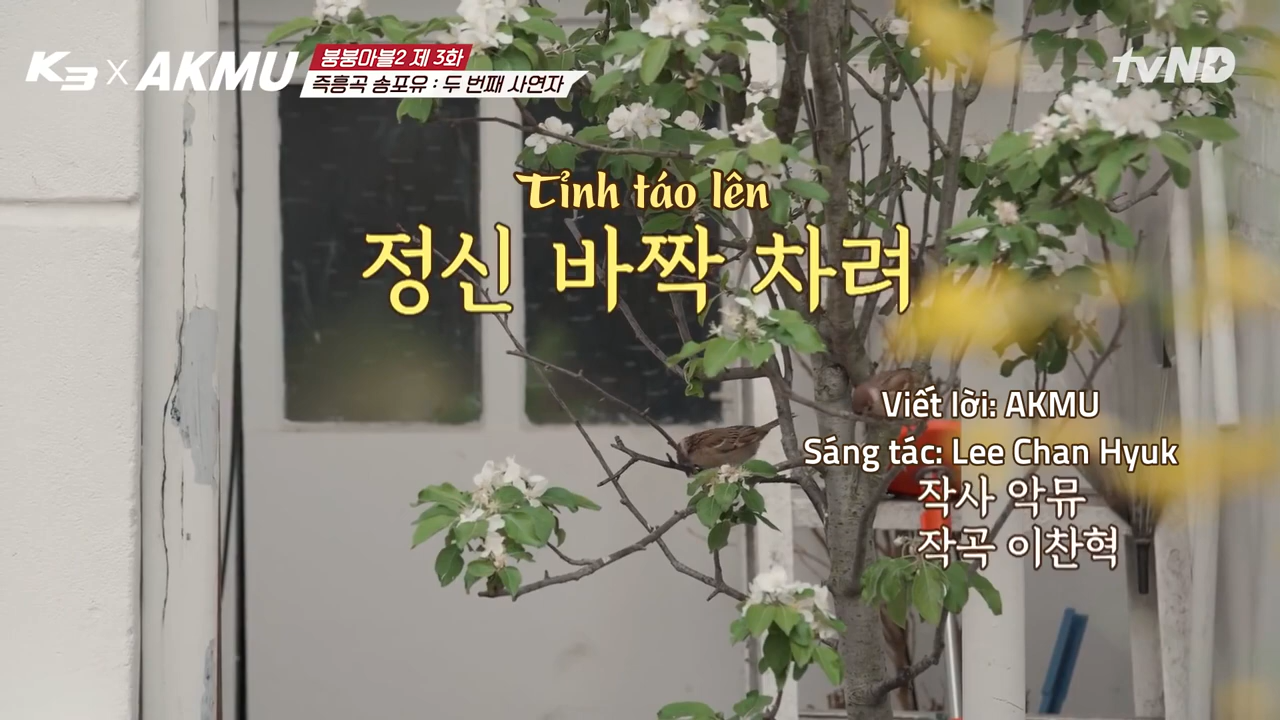 K3 X AKMU
붕붕마블2 제 3화
즉흥곡 송포유 : 두 번째 사연자
tvND
Tỉnh táo lên
정신 바짝 차려
Viết lời: AKMU
Sáng tác: Lee Chan Hyuk
작사 악뮤
작곡 이찬혁